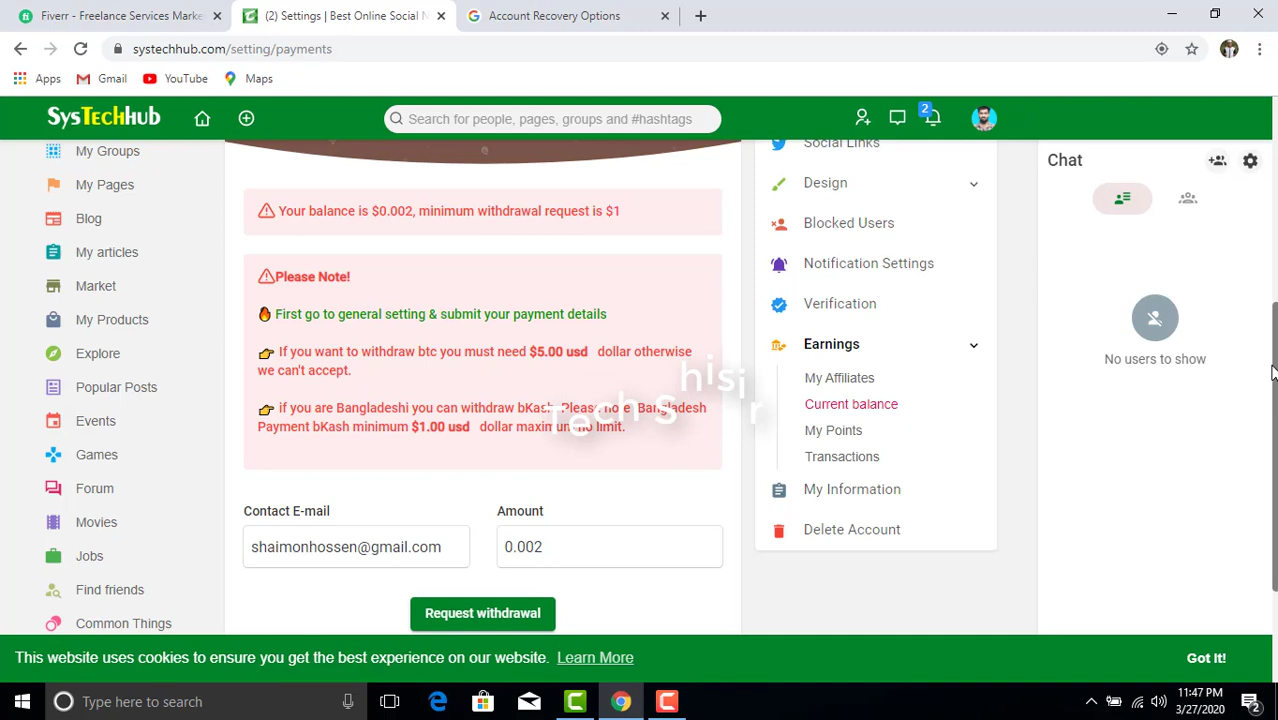 Fiverr - Freelance Services Marke
(2) Settings | Best Online Social N
Account Recovery Options
systechhub.com/setting/payments
Apps Gmail YouTube Maps
SysTechhub
Search for people, pages, groups and #hashtags
2
My Groups
My Pages
Blog
My articles
Market
My Products
Explore
Popular Posts
Events
Games
Forum
Movies
Jobs
Find friends
Common Things
Your balance is $0.002, minimum withdrawal request is $1
Please Note!
First go to general setting & submit your payment details
If you want to withdraw btc you must need $5.00 usd dollar otherwise
we can't accept.
if you are Bangladeshi you can withdraw bKash. Please note Bangladesh
Payment bKash minimum $1.00 usd dollar maximum no limit.
Contact E-mail
Amount
shaimonhossen@gmail.com
0.002
Request withdrawal
Social Links
Design
Blocked Users
Notification Settings
Verification
Earnings
My Affiliates
Current balance
My Points
Transactions
My Information
Delete Account
Chat
No users to show
This website uses cookies to ensure you get the best experience on our website. Learn More
Got It!
Type here to search
11:47 PM
3/27/2020
2